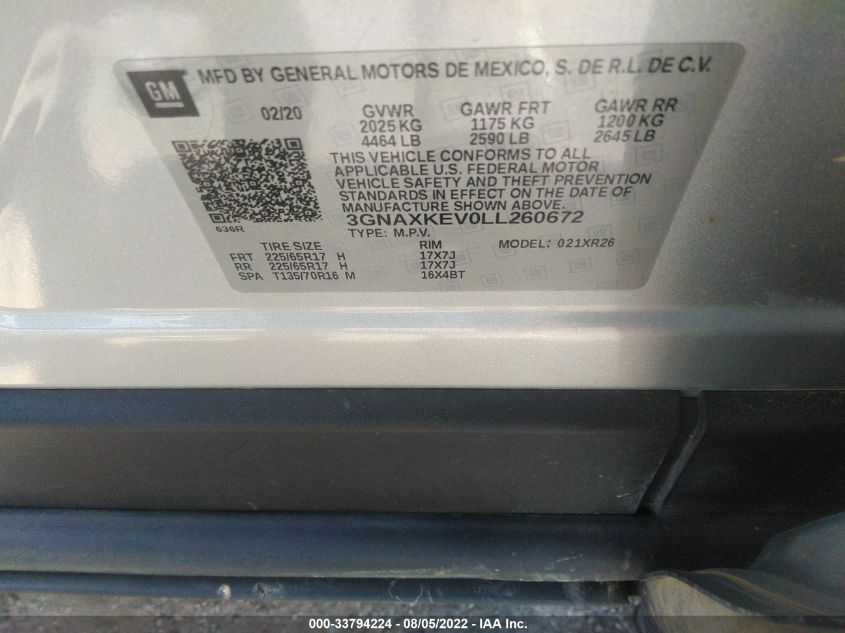 GM
MFD BY GENERAL MOTORS DE MEXICO, S. DE R.L. DE C.V.
02/20 GVWR GAWR FRT GAWR RR
2025 KG 1175 KG 1200 KG
4464 LB 2590 LB 2645 LB
THIS VEHICLE CONFORMS TO ALL
APPLICABLE U.S. FEDERAL MOTOR
VEHICLE SAFETY AND THEFT PREVENTION
STANDARDS IN EFFECT ON THE DATE OF
MANUFACTURE SHOWN ABOVE.
3GNAXKEV0LL260672
636R
TYPE: M.P.V.
TIRE SIZE RIM MODEL: 021XR26
FRT 225/65R17 H 17X7J
RR 225/65R17 H 17X7J
SPA T135/70R16 M 16X4BT
000-33794224 - 08/05/2022 - IAA Inc.